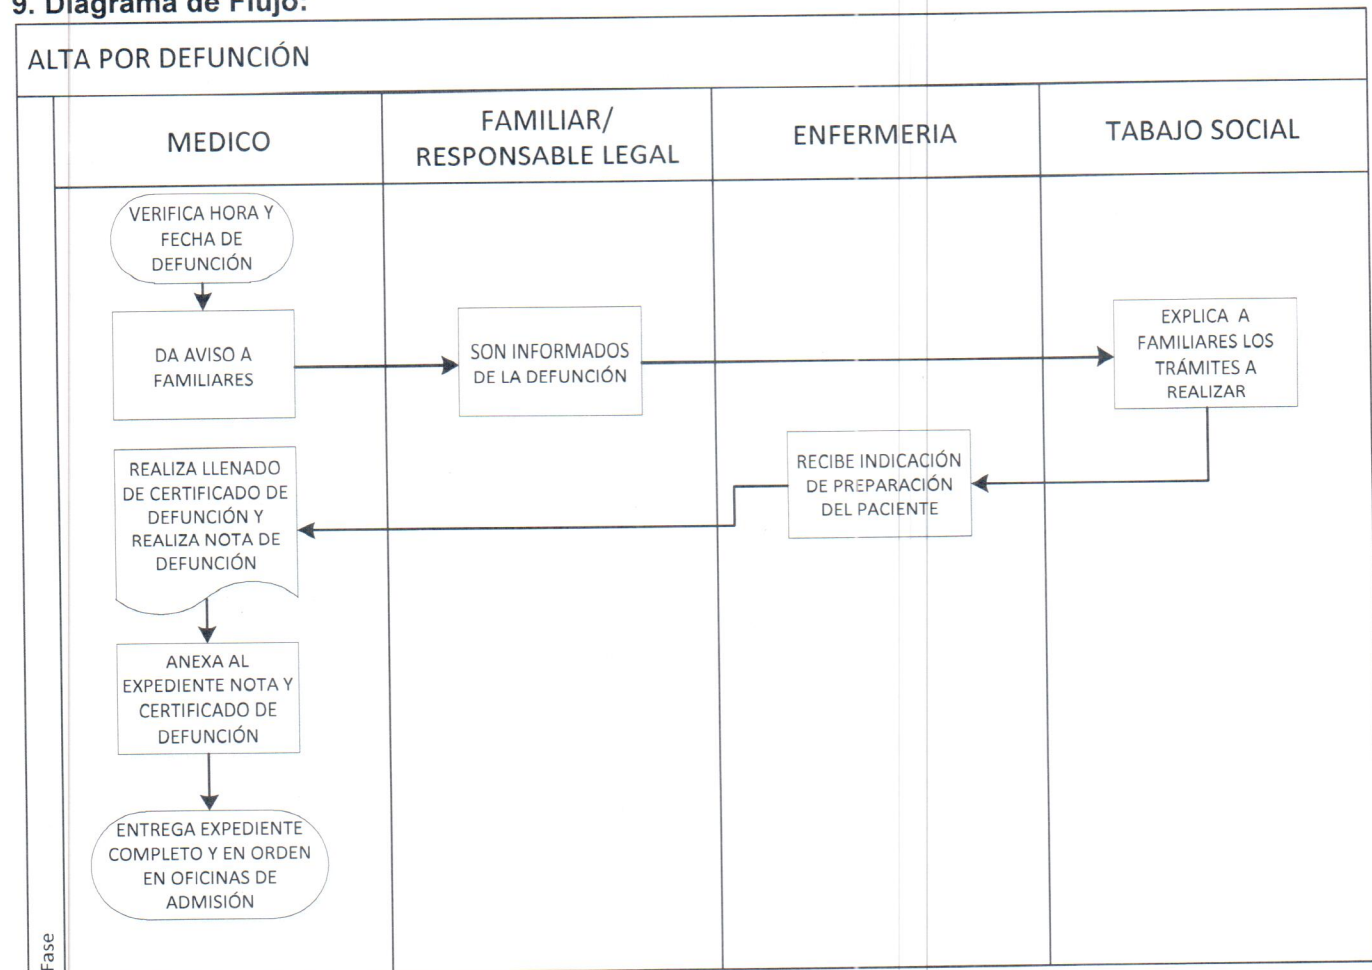 9. Diagrama de Flujo:
ALTA POR DEFUNCIÓN
MEDICO
FAMILIAR/
RESPONSABLE LEGAL
ENFERMERIA
TABAJO SOCIAL
VERIFICA HORA Y
FECHA DE
DEFUNCIÓN
DA AVISO A
FAMILIARES
SON INFORMADOS
DE LA DEFUNCIÓN
EXPLICA A
FAMILIARES LOS
TRÁMITES A
REALIZAR
RECIBE INDICACIÓN
DE PREPARACIÓN
DEL PACIENTE
REALIZA LLENADO
DE CERTIFICADO DE
DEFUNCIÓN Y
REALIZA NOTA DE
DEFUNCIÓN
ANEXA AL
EXPEDIENTE NOTA Y
CERTIFICADO DE
DEFUNCIÓN
ENTREGA EXPEDIENTE
COMPLETO Y EN ORDEN
EN OFICINAS DE
ADMISIÓN
Fase